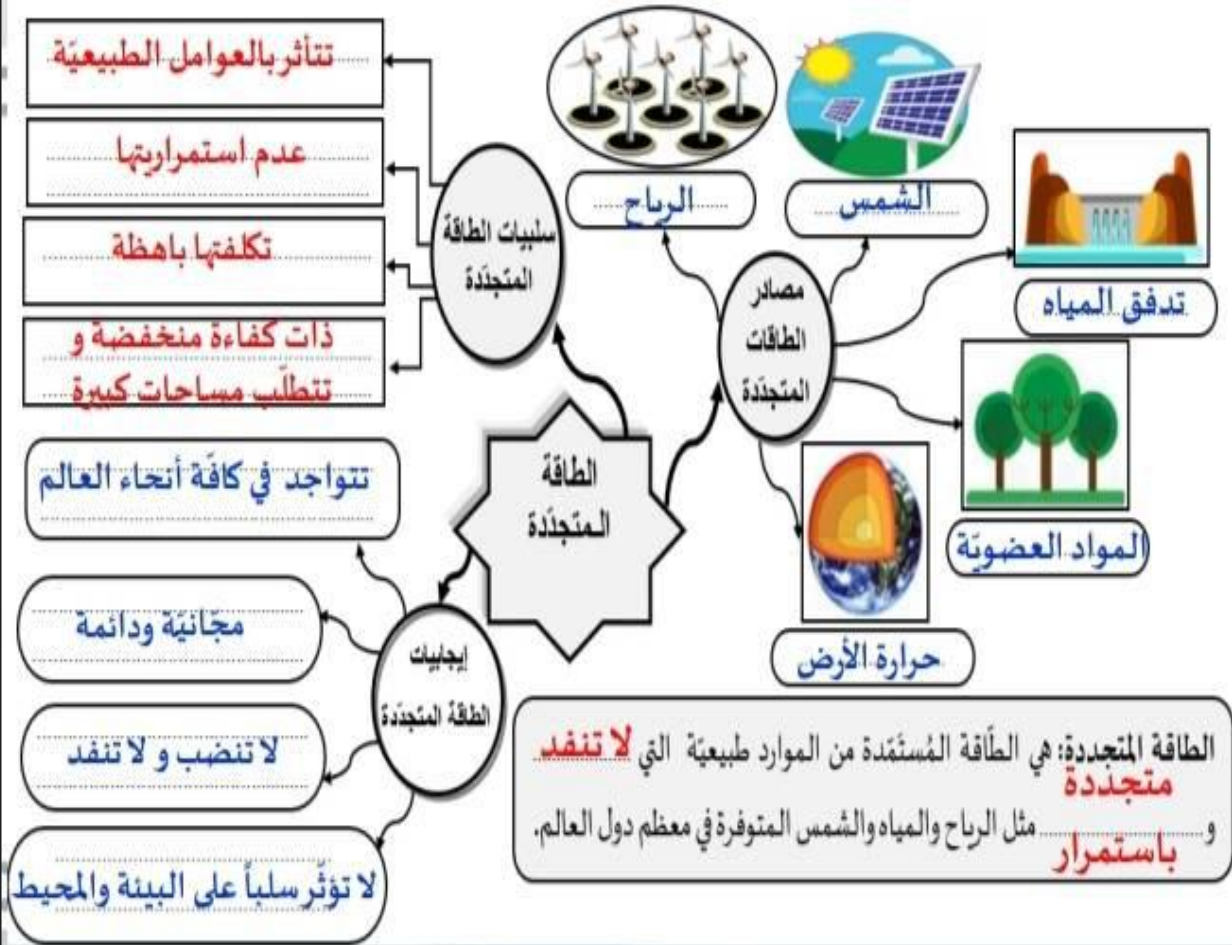 الطاقة
المتجدّدة
مصادر
الطاقات
المتجدّدة
الشمس
الرياح
تدفق المياه
المواد العضويّة
حرارة الأرض
سلبيات الطاقة
المتجدّدة
تتأثر بالعوامل الطبيعيّة
عدم استمراريتها
تكلفتها باهظة
ذات كفاءة منخفضة و
تتطلّب مساحات كبيرة
إيجابيات
الطاقة المتجدّدة
تتواجد في كافّة أنحاء العالم
مجّانيّة ودائمة
لا تنضب و لا تنفد
لا تؤثّر سلباً على البيئة والمحيط
الطاقة المتجددة: هي الطّاقة المُستَمّدة من الموارد طبيعيّة التي لا تنفد
و متجدّدة باستمرار مثل الرياح والمياه والشمس المتوفرة في معظم دول العالم.